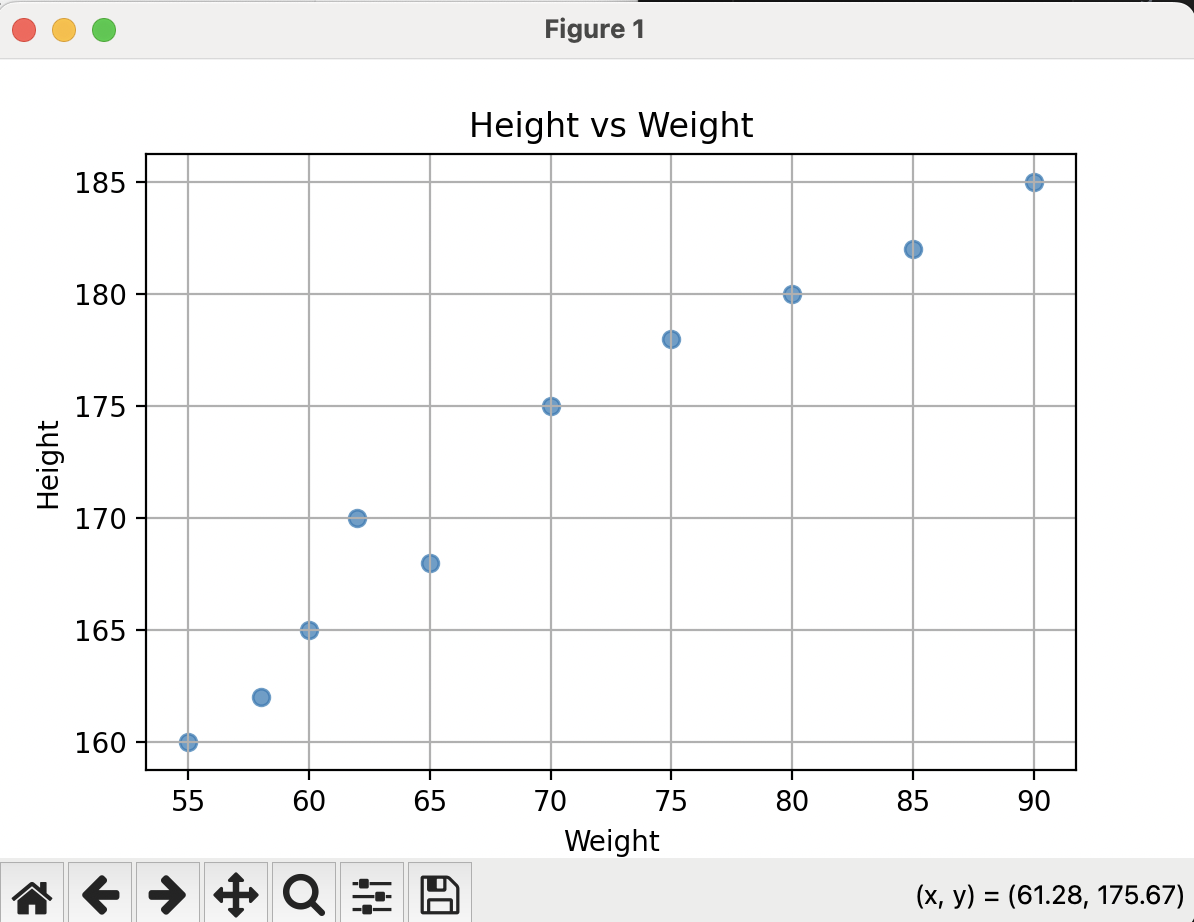 Figure 1
Height vs Weight
185
180
175
170
165
160
Height
55 60 65 70 75 80 85 90
Weight
(x, y) = (61.28, 175.67)